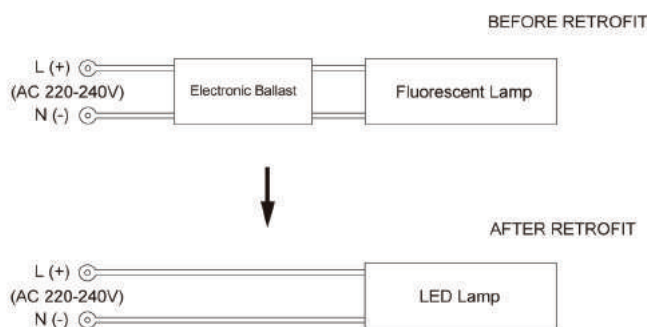 BEFORE RETROFIT
L (+)
(AC 220-240V)
N (-)
Electronic Ballast
Fluorescent Lamp
AFTER RETROFIT
L (+)
(AC 220-240V)
N (-)
LED Lamp